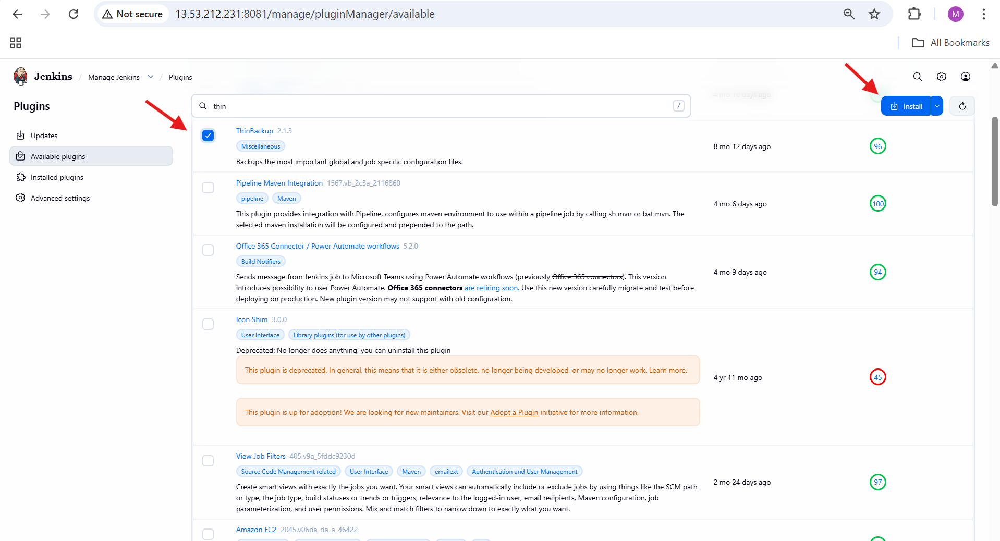 Not secure 13.53.212.231:8081/manage/pluginManager/available M
All Bookmarks
Jenkins / Manage Jenkins / Plugins
Plugins
Updates
Available plugins
Installed plugins
Advanced settings
thin /
4 mo 10 days ago
Install
ThinBackup 2.1.3
Miscellaneous
Backups the most important global and job specific configuration files.
8 mo 12 days ago
96
Pipeline Maven Integration 1567.vb_2c3a_2116860
pipeline Maven
This plugin provides integration with Pipeline, configures maven environment to use within a pipeline job by calling sh mvn or bat mvn. The
selected maven installation will be configured and prepended to the path.
4 mo 6 days ago
100
Office 365 Connector / Power Automate workflows 5.2.0
Build Notifiers
Sends message from Jenkins job to Microsoft Teams using Power Automate workflows (previously Office 365 connectors). This version
introduces possibility to user Power Automate. Office 365 connectors are retiring soon. Use this new version carefully migrate and test before
deploying on production. New plugin version may not support with old configuration.
4 mo 9 days ago
94
Icon Shim 3.0.0
User Interface Library plugins (for use by other plugins)
Deprecated: No longer does anything, you can uninstall this plugin
This plugin is deprecated. In general, this means that it is either obsolete, no longer being developed, or may no longer work. Learn more.
This plugin is up for adoption! We are looking for new maintainers. Visit our Adopt a Plugin initiative for more information.
4 yr 11 mo ago
45
View Job Filters 405.v9a_5fddc9230d
Source Code Management related User Interface Maven emailext Authentication and User Management
Create smart views with exactly the jobs you want. Your smart views can automatically include or exclude jobs by using things like the SCM path
or type, the job type, build statuses or trends or triggers, relevance to the logged-in user, email recipients, Maven configuration, job
parameterization, and user permissions. Mix and match filters to narrow down to exactly what you want.
2 mo 24 days ago
97
Amazon EC2 2045.v06da_da_a_46422